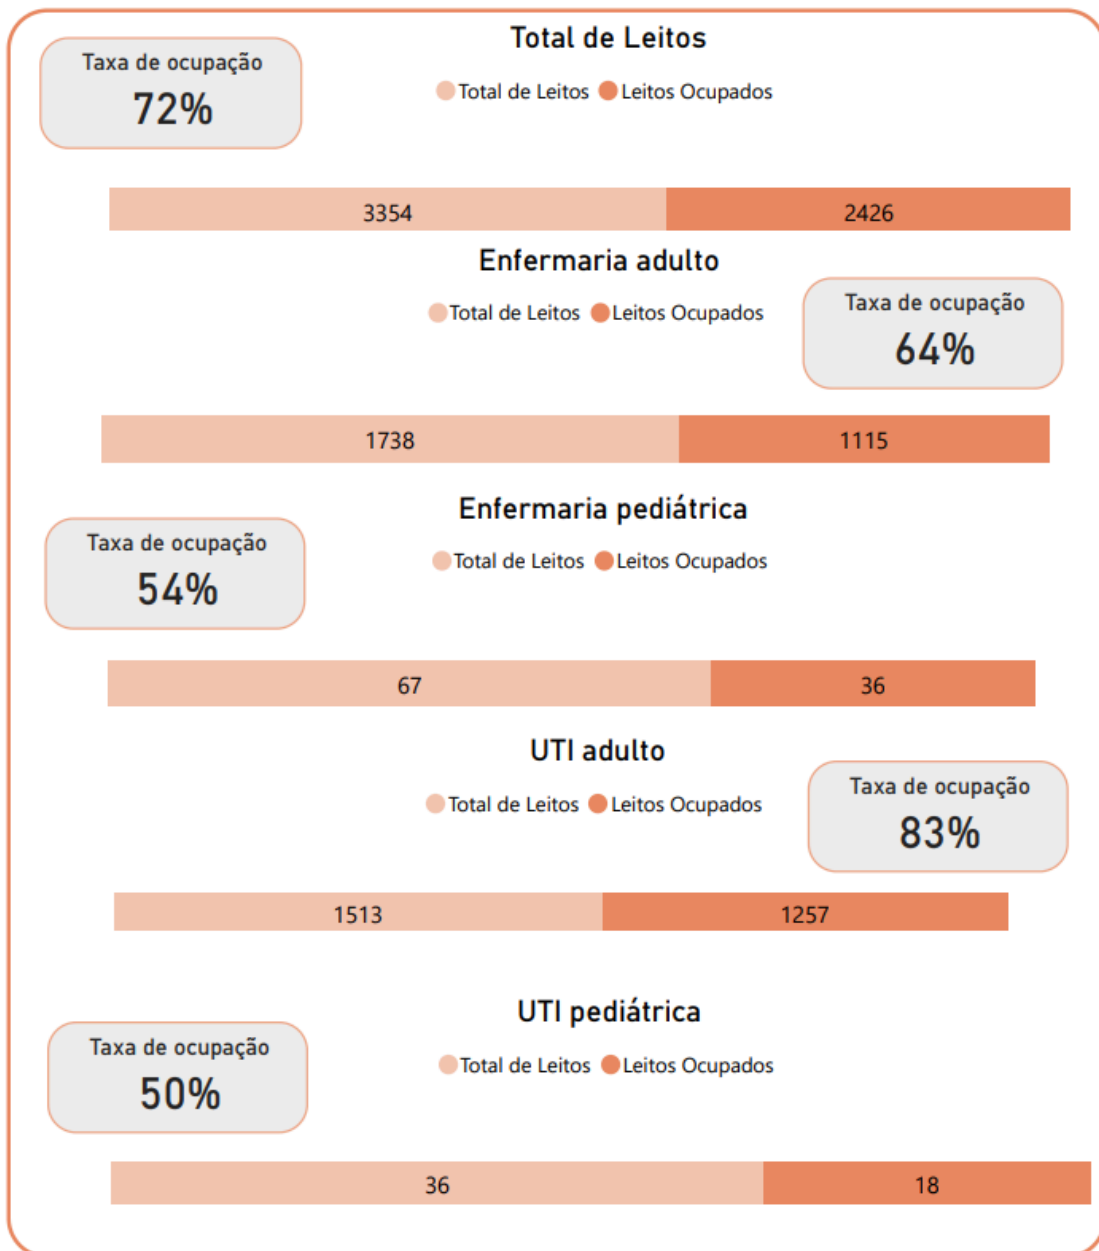 Total de Leitos
Taxa de ocupação
72%
Total de Leitos Leitos Ocupados
3354 2426
Enfermaria adulto
Total de Leitos Leitos Ocupados
Taxa de ocupação
64%
1738 1115
Enfermaria pediátrica
Taxa de ocupação
54%
Total de Leitos Leitos Ocupados
67 36
UTI adulto
Total de Leitos Leitos Ocupados
Taxa de ocupação
83%
1513 1257
UTI pediátrica
Taxa de ocupação
50%
Total de Leitos Leitos Ocupados
36 18